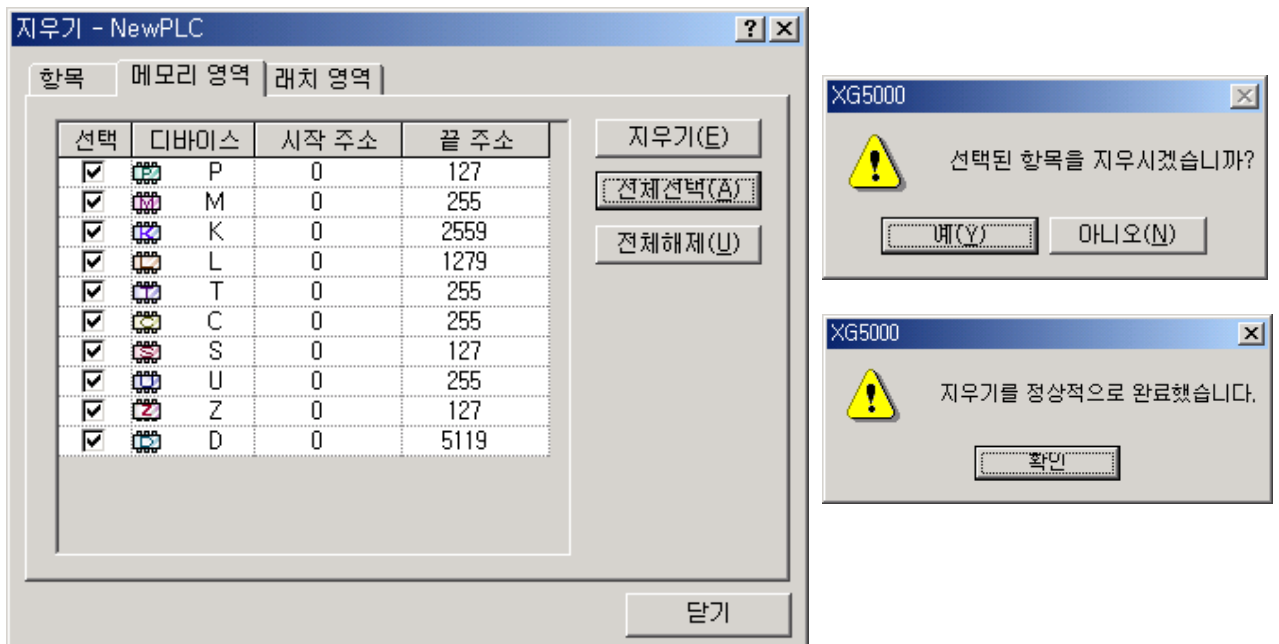 지우기 - NewPLC
항목 메모리 영역 래치 영역
선택 디바이스 시작 주소 끝 주소
P 0 127
M 0 255
K 0 2559
L 0 1279
T 0 255
C 0 255
S 0 127
U 0 255
Z 0 127
D 0 5119
지우기(E)
전체선택(A)
전체해제(U)
닫기
XG5000
선택된 항목을 지우시겠습니까?
예(Y) 아니오(N)
XG5000
지우기를 정상적으로 완료했습니다.
확인